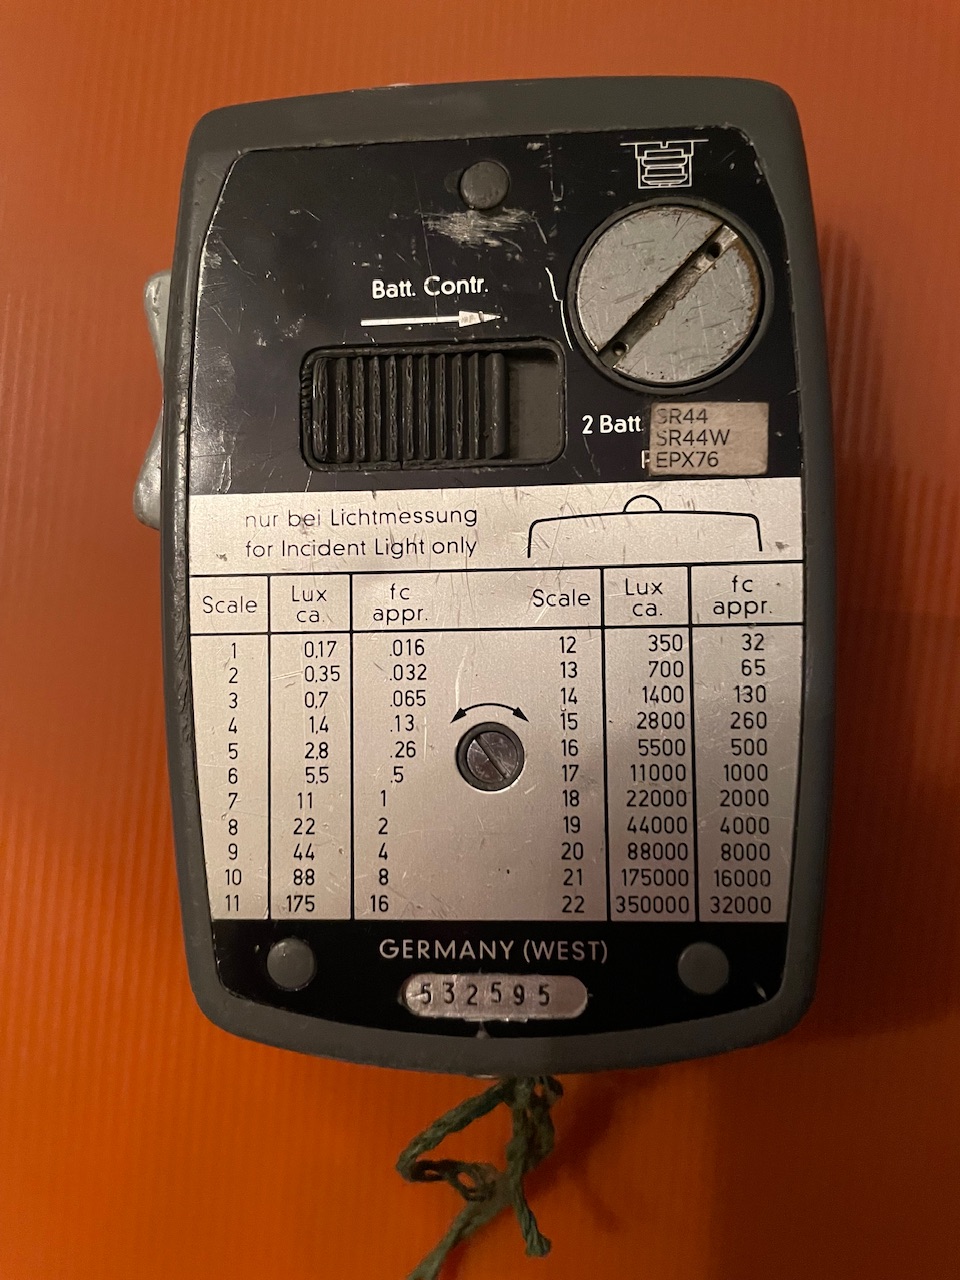 Batt. Contr.
2 Batt.
SR44
SR44W
EPX76
nur bei Lichtmessung
for Incident Light only
Scale Lux ca. fc appr. Scale Lux ca. fc appr.
1 0,17 .016 12 350 32
2 0,35 .032 13 700 65
3 0,7 .065 14 1400 130
4 1,4 .13 15 2800 260
5 2,8 .26 16 5500 500
6 5,5 .5 17 11000 1000
7 11 1 18 22000 2000
8 22 2 19 44000 4000
9 44 4 20 88000 8000
10 88 8 21 175000 16000
11 175 16 22 350000 32000
GERMANY (WEST)
532595